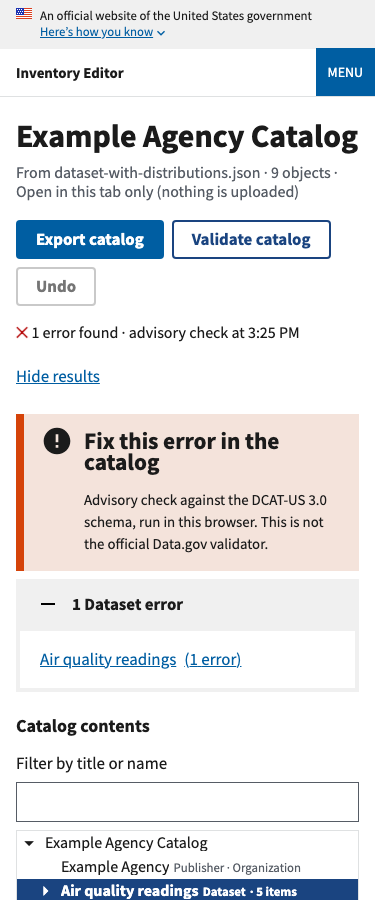 An official website of the United States government
Here's how you know
Inventory Editor
MENU
Example Agency Catalog
From dataset-with-distributions.json · 9 objects ·
Open in this tab only (nothing is uploaded)
Export catalog
Validate catalog
Undo
1 error found · advisory check at 3:25 PM
Hide results
Fix this error in the
catalog
Advisory check against the DCAT-US 3.0
schema, run in this browser. This is not
the official Data.gov validator.
1 Dataset error
Air quality readings (1 error)
Catalog contents
Filter by title or name
Example Agency Catalog
Example Agency Publisher · Organization
Air quality readings Dataset · 5 items